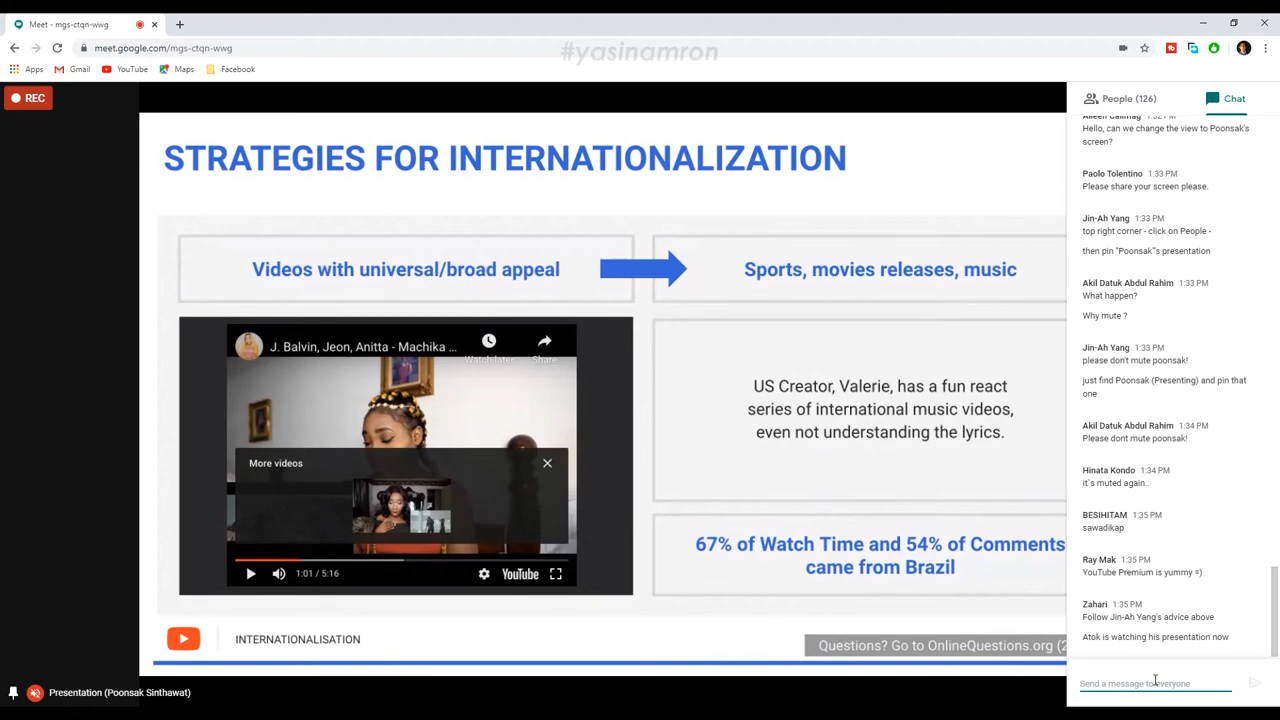 Meet - mgs-ctqn-wwg
meet.google.com/mgs-ctqn-wwg
#yasinamron
Apps
Gmail
YouTube
Maps
Facebook
REC
STRATEGIES FOR INTERNATIONALIZATION
Videos with universal/broad appeal
Sports, movies releases, music
J. Balvin, Jeon, Anitta - Machika ...
Watch later
Share
More videos
1:01 / 5:16
YouTube
US Creator, Valerie, has a fun react
series of international music videos,
even not understanding the lyrics.
67% of Watch Time and 54% of Comments
came from Brazil
INTERNATIONALISATION
Questions? Go to OnlineQuestions.org (2
Presentation (Poonsak Sinthawat)
People (126)
Chat
Aileen Calimag 1:32 PM
Hello, can we change the view to Poonsak's
screen?
Paolo Tolentino 1:33 PM
Please share your screen please.
Jin-Ah Yang 1:33 PM
top right corner - click on People -
then pin "Poonsak"'s presentation
Akil Datuk Abdul Rahim 1:33 PM
What happen?
Why mute ?
Jin-Ah Yang 1:33 PM
please don't mute poonsak!
just find Poonsak (Presenting) and pin that
one
Akil Datuk Abdul Rahim 1:34 PM
Please dont mute poonsak!
Hinata Kondo 1:34 PM
it`s muted again..
BESIHITAM 1:35 PM
sawadikap
Ray Mak 1:35 PM
YouTube Premium is yummy =)
Zahari 1:35 PM
Follow Jin-Ah Yang's advice above
Atok is watching his presentation now
Send a message to everyone